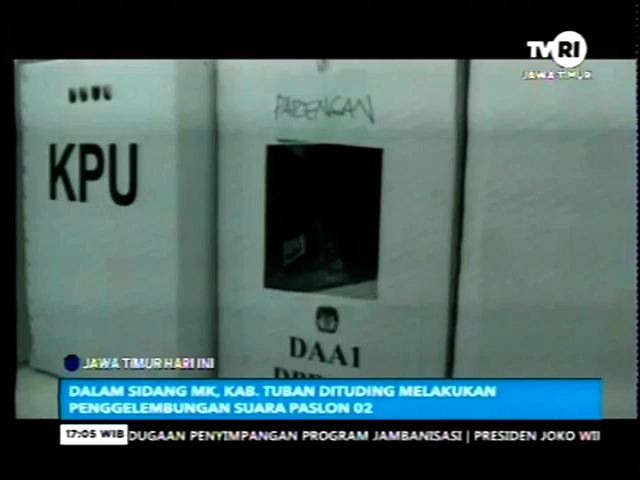 TVRI
JAWA TIMUR
PADENGAN
KPU
DAA1
JAWA TIMUR HARI INI
DALAM SIDANG MK, KAB. TUBAN DITUDING MELAKUKAN
PENGGELEMBUNGAN SUARA PASLON 02
17:05 WIB DUGAAN PENYIMPANGAN PROGRAM JAMBANISASI | PRESIDEN JOKO WI